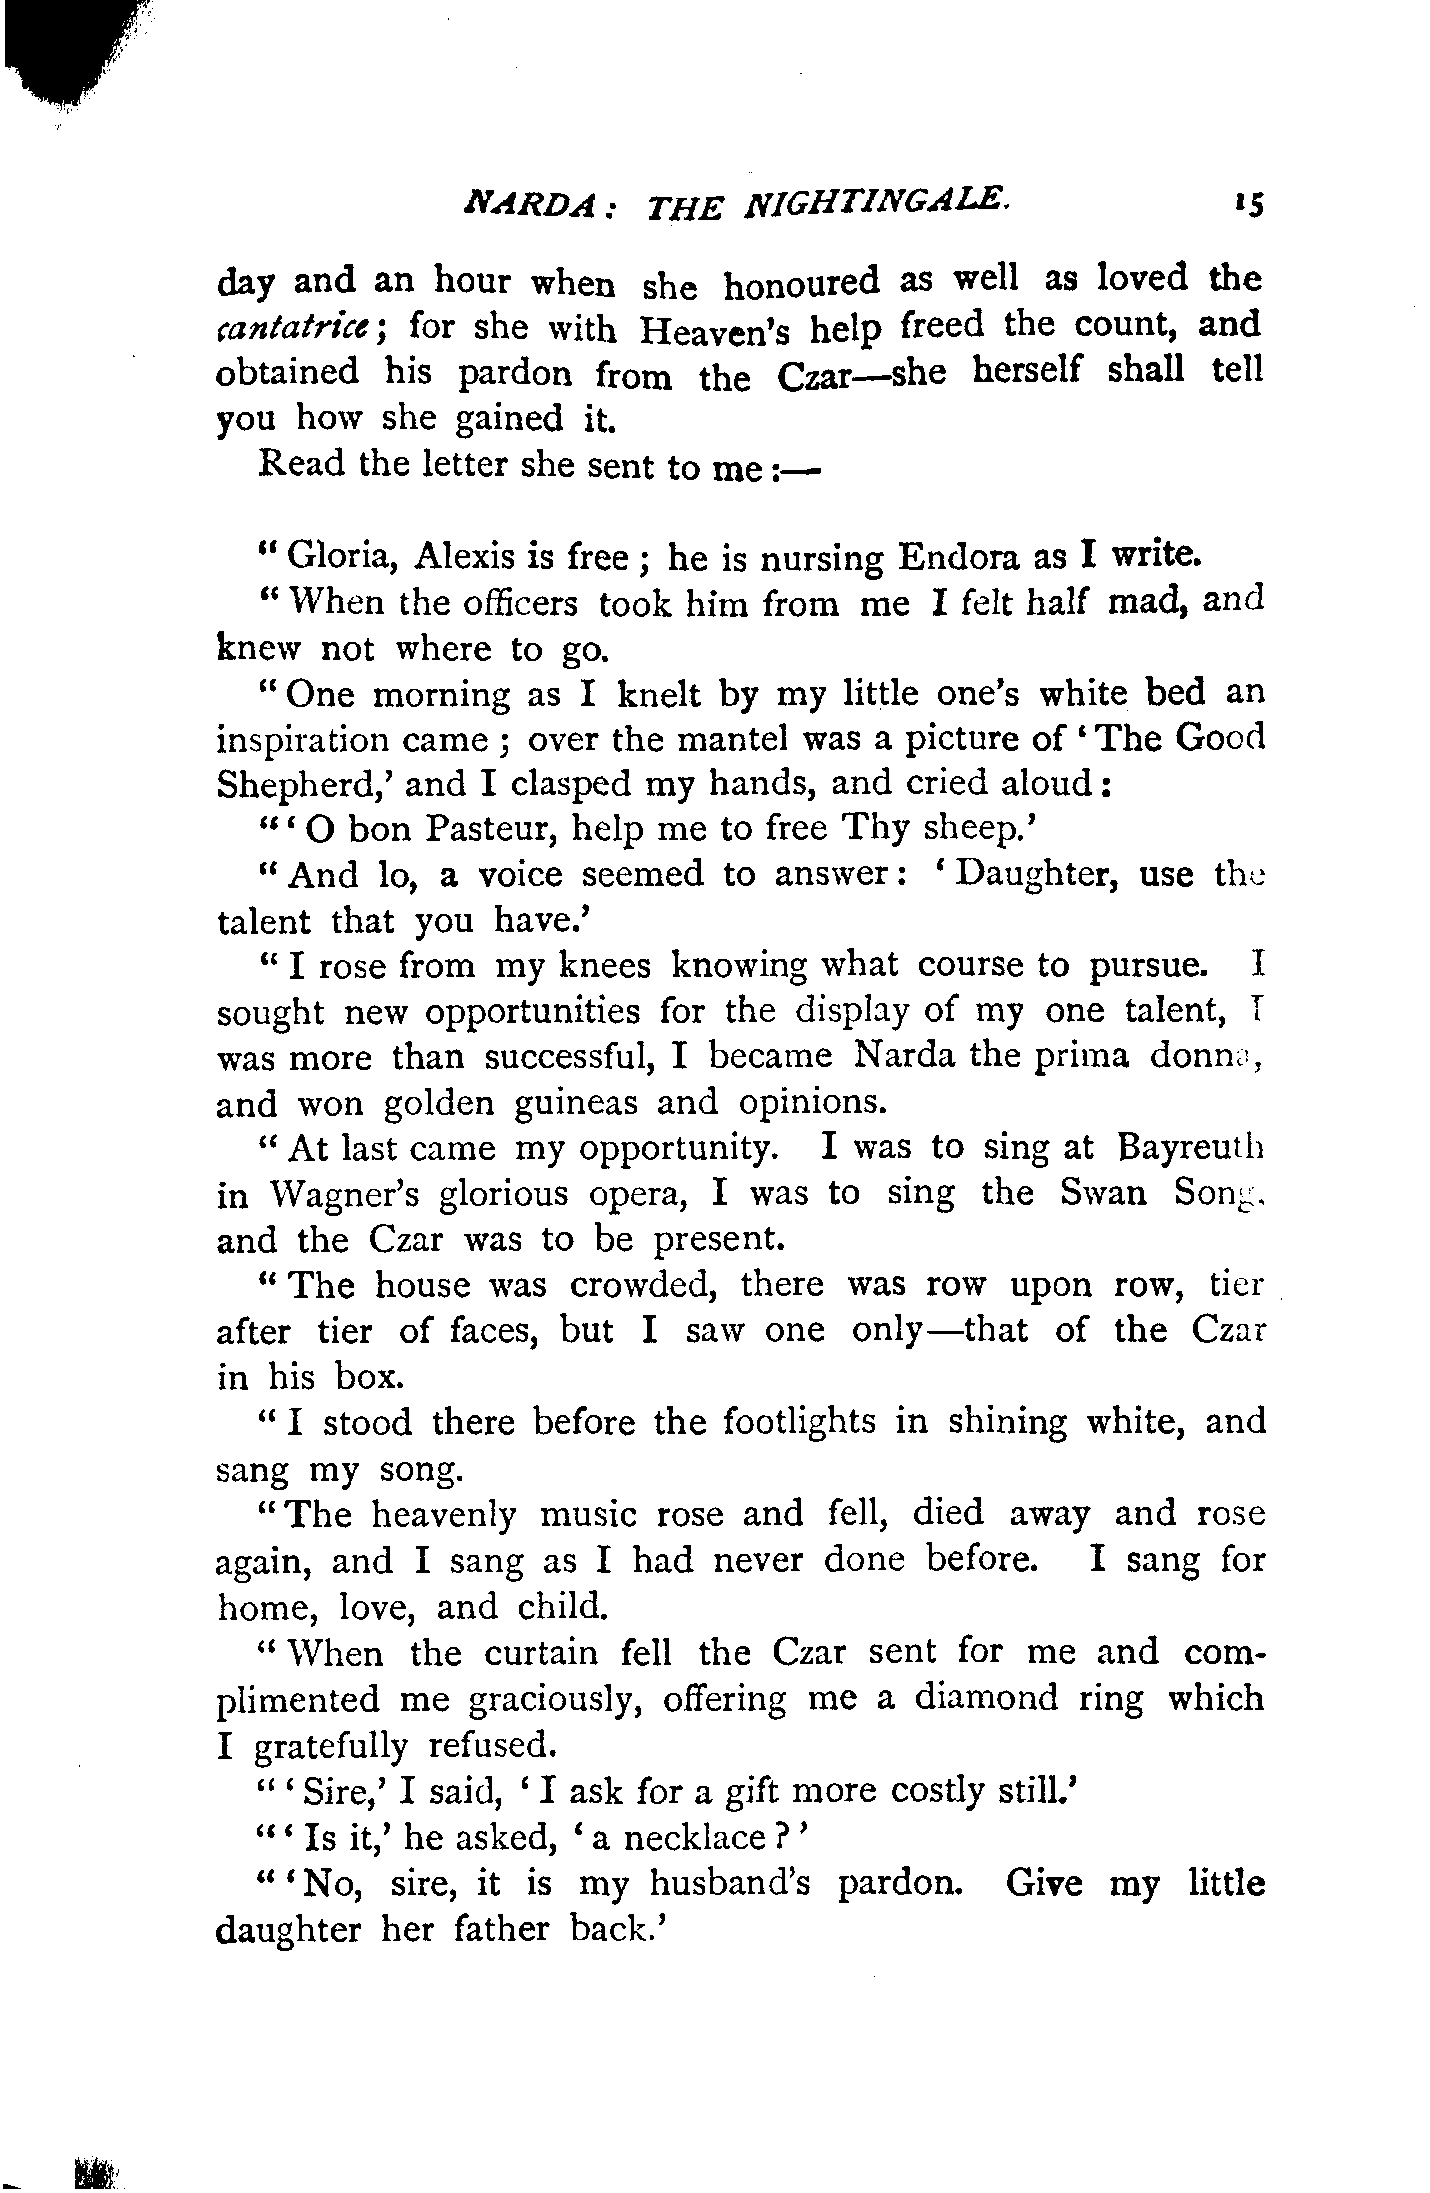 NARDA: THE NIGHTINGALE. 15
day and an hour when she honoured as well as loved the
cantatrice; for she with Heaven's help freed the count, and
obtained his pardon from the Czar—she herself shall tell
you how she gained it.
Read the letter she sent to me:—
"Gloria, Alexis is free; he is nursing Endora as I write.
"When the officers took him from me I felt half mad, and
knew not where to go.
"One morning as I knelt by my little one's white bed an
inspiration came; over the mantel was a picture of 'The Good
Shepherd,' and I clasped my hands, and cried aloud:
"'O bon Pasteur, help me to free Thy sheep.'
"And lo, a voice seemed to answer: 'Daughter, use the
talent that you have.'
"I rose from my knees knowing what course to pursue. I
sought new opportunities for the display of my one talent, I
was more than successful, I became Narda the prima donna,
and won golden guineas and opinions.
"At last came my opportunity. I was to sing at Bayreuth
in Wagner's glorious opera, I was to sing the Swan Song,
and the Czar was to be present.
"The house was crowded, there was row upon row, tier
after tier of faces, but I saw one only—that of the Czar
in his box.
"I stood there before the footlights in shining white, and
sang my song.
"The heavenly music rose and fell, died away and rose
again, and I sang as I had never done before. I sang for
home, love, and child.
"When the curtain fell the Czar sent for me and com-
plimented me graciously, offering me a diamond ring which
I gratefully refused.
"'Sire,' I said, 'I ask for a gift more costly still.'
"'Is it,' he asked, 'a necklace?'
"'No, sire, it is my husband's pardon. Give my little
daughter her father back.'